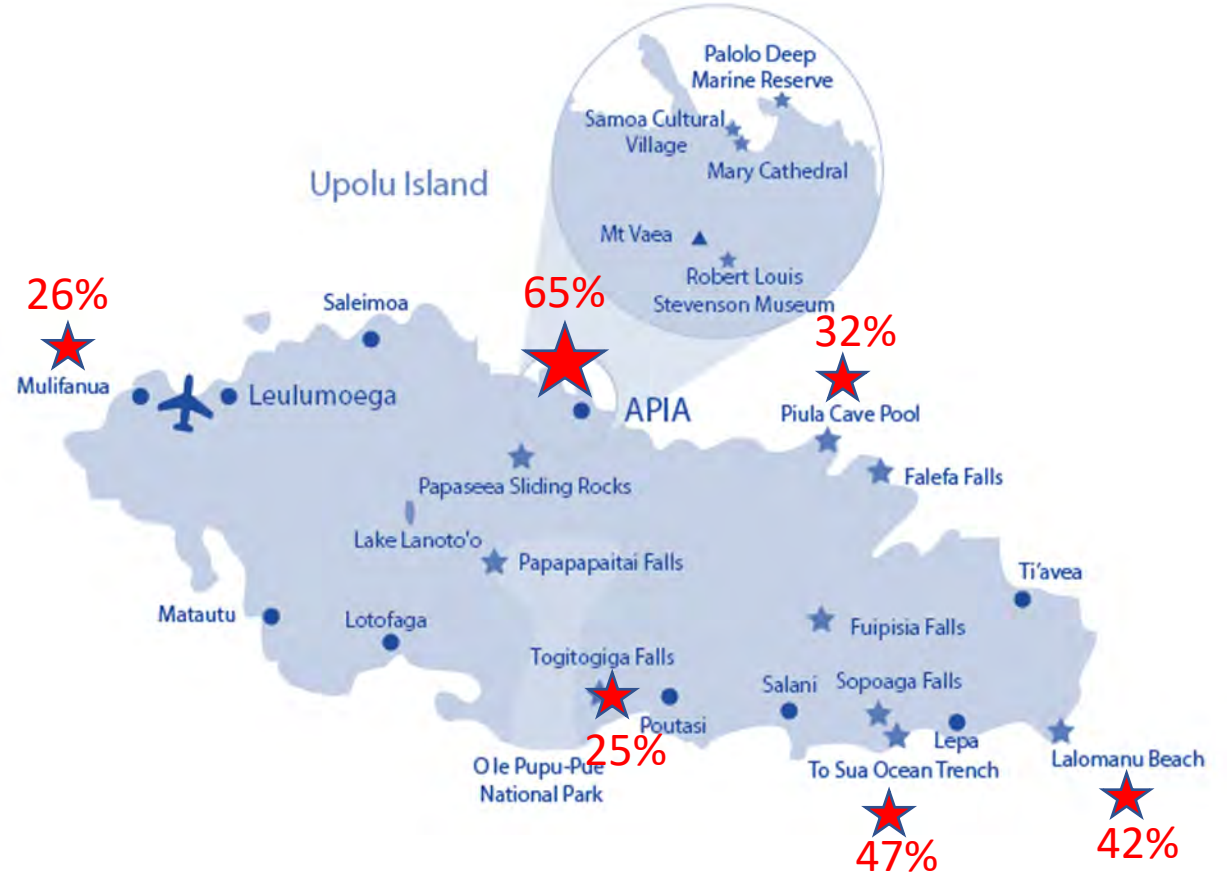 Palolo Deep
Marine Reserve
Samoa Cultural
Village
Mary Cathedral
Upolu Island
Mt Vaea
Robert Louis
Stevenson Museum
26%
65%
Saleimoa
32%
Mulifanua
Leulumoega
APIA
Piula Cave Pool
Papaseea Sliding Rocks
Falefa Falls
Lake Lanoto'o
Papapapaitai Falls
Ti'avea
Matautu
Lotofaga
Fuipisia Falls
Togitogiga Falls
Salani
Sopoaga Falls
Poutasi
25%
Lepa
O le Pupu-Pue
National Park
To Sua Ocean Trench
Lalomanu Beach
47%
42%